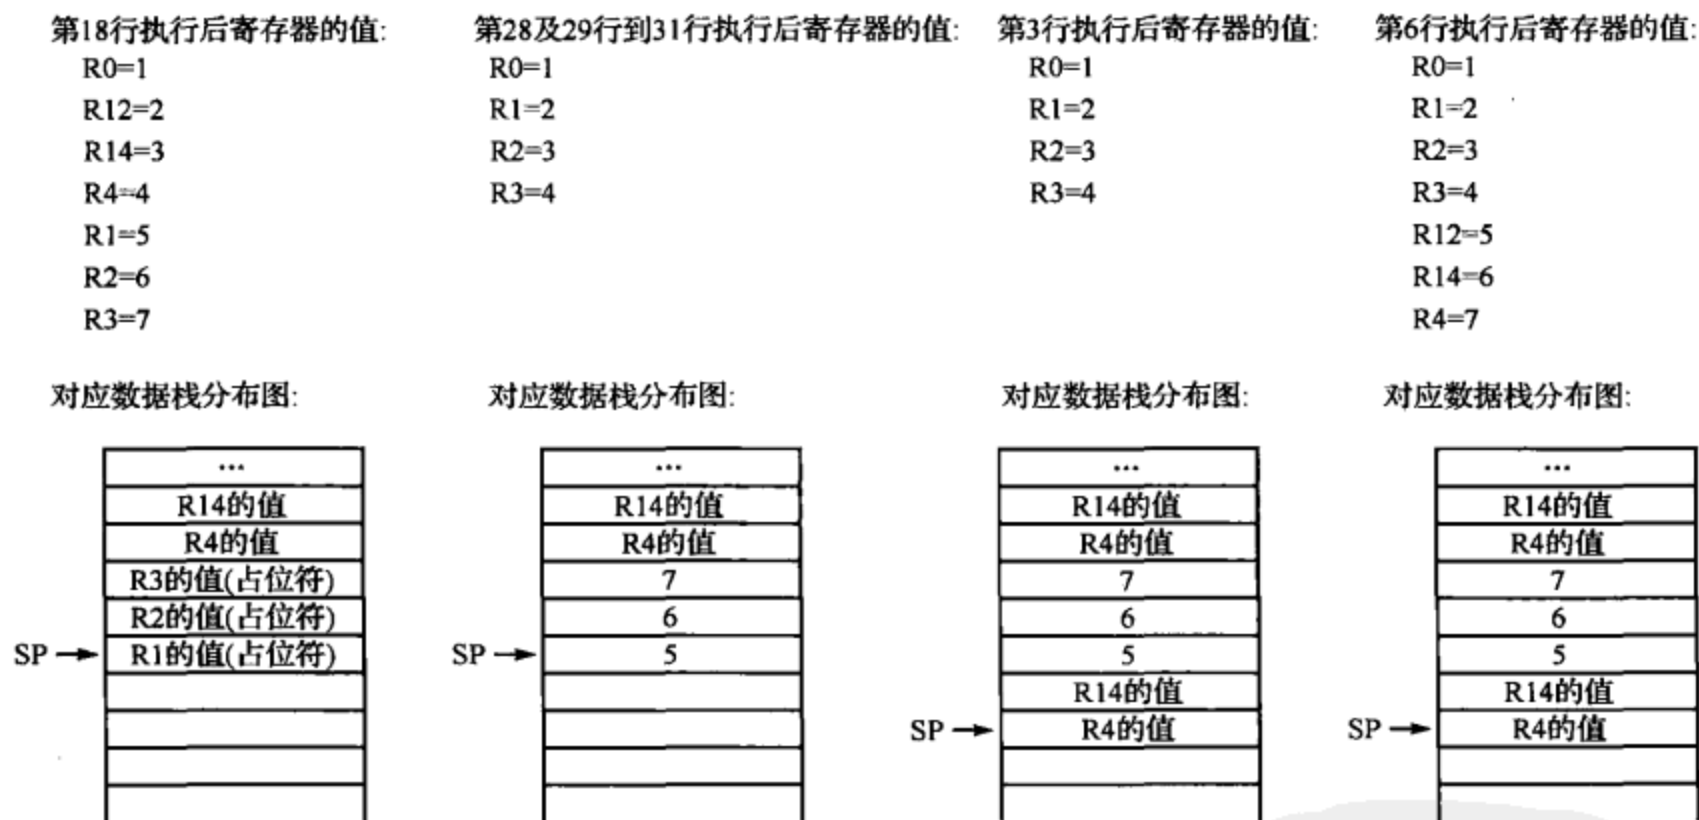 第18行执行后寄存器的值:
R0=1
R12=2
R14=3
R4=4
R1=5
R2=6
R3=7
对应数据栈分布图:
...
R14的值
R4的值
R3的值(占位符)
R2的值(占位符)
SP
R1的值(占位符)
第28及29行到31行执行后寄存器的值:
R0=1
R1=2
R2=3
R3=4
对应数据栈分布图:
...
R14的值
R4的值
7
6
SP
5
第3行执行后寄存器的值:
R0=1
R1=2
R2=3
R3=4
对应数据栈分布图:
...
R14的值
R4的值
7
6
5
R14的值
SP
R4的值
第6行执行后寄存器的值:
R0=1
R1=2
R2=3
R3=4
R12=5
R14=6
R4=7
对应数据栈分布图:
...
R14的值
R4的值
7
6
5
R14的值
SP
R4的值